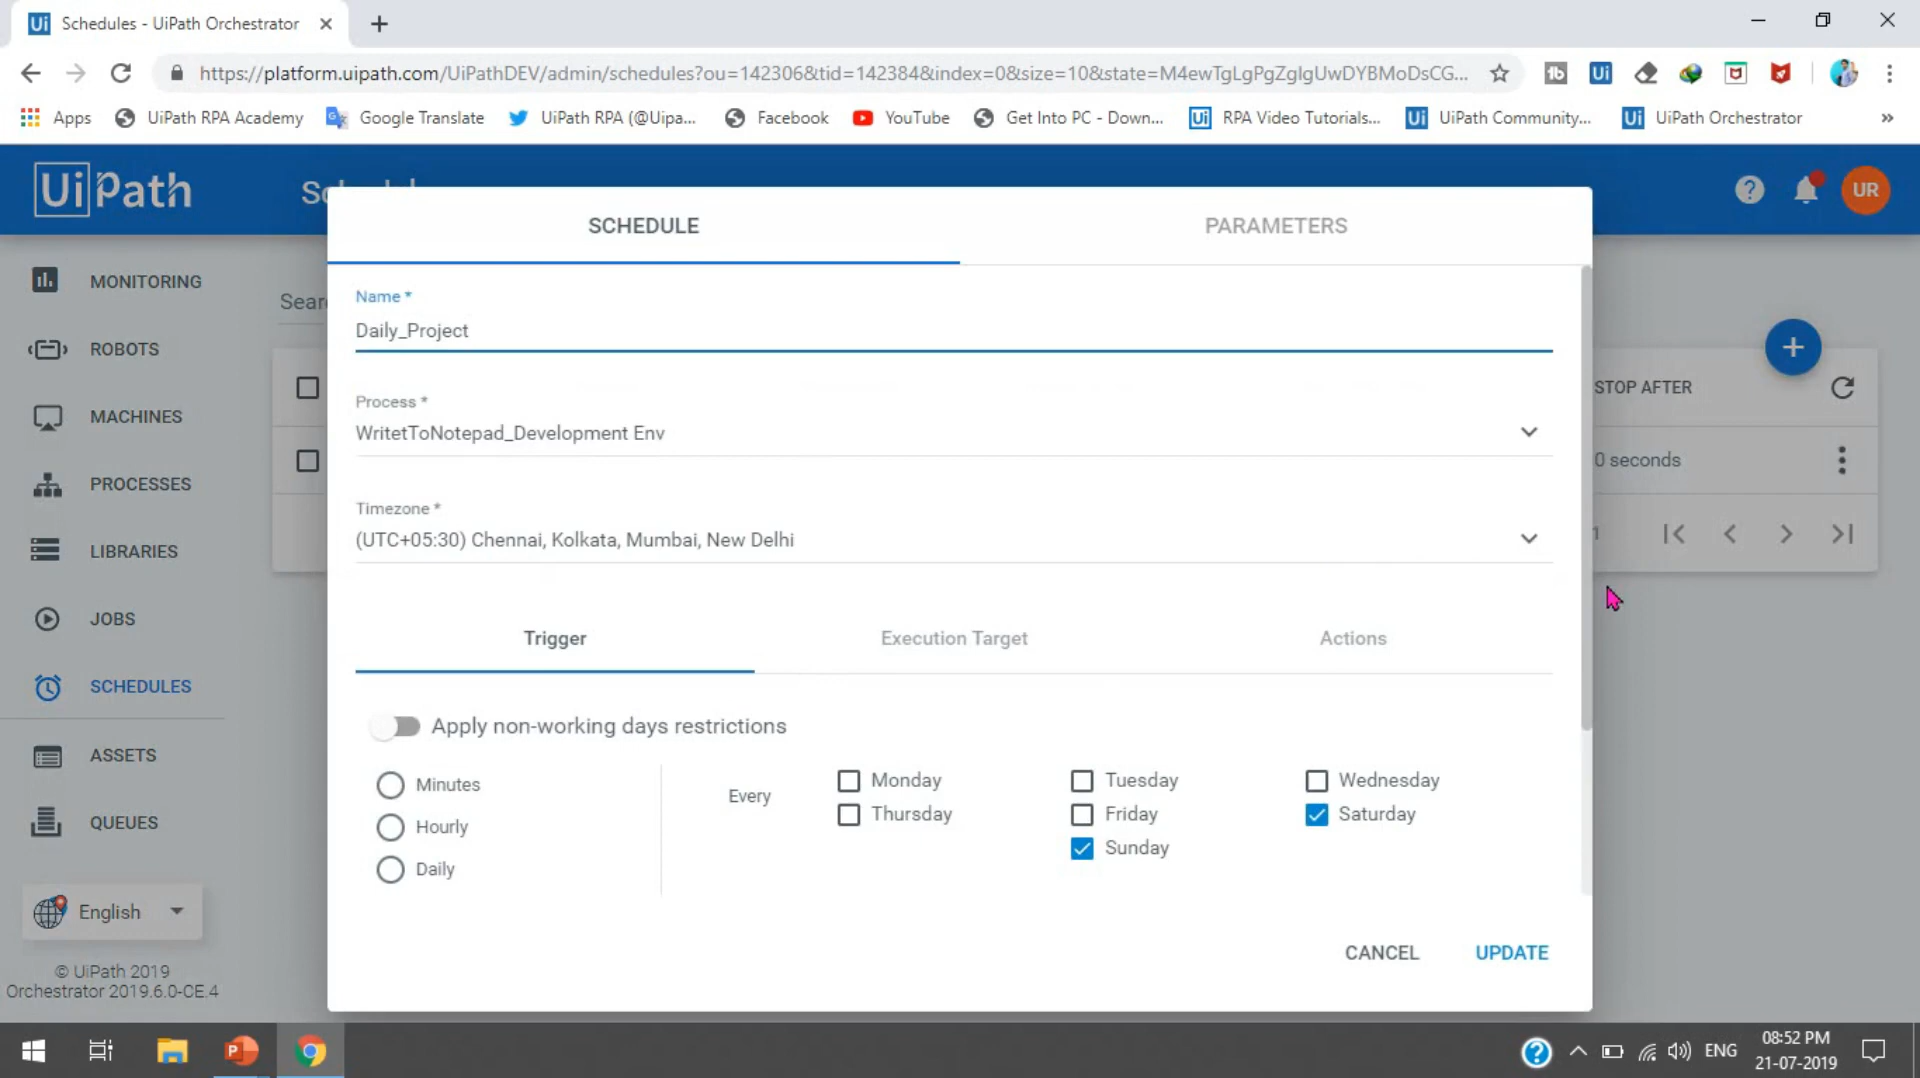 Schedules - UiPath Orchestrator
https://platform.uipath.com/UiPathDEV/admin/schedules?ou=142306&tid=142384&index=0&size=10&state=M4ewTgLgPgZglgUwDYBMoDsCG...
Apps
UiPath RPA Academy
Google Translate
UiPath RPA (@Uipa...
Facebook
YouTube
Get Into PC - Down...
RPA Video Tutorials...
UiPath Community...
UiPath Orchestrator
UiPath
UR
SCHEDULE
PARAMETERS
MONITORING
ROBOTS
MACHINES
PROCESSES
LIBRARIES
JOBS
SCHEDULES
ASSETS
QUEUES
English
© UiPath 2019
Orchestrator 2019.6.0-CE.4
Name *
Daily_Project
Process *
WritetToNotepad_Development Env
Timezone *
(UTC+05:30) Chennai, Kolkata, Mumbai, New Delhi
Trigger
Execution Target
Actions
Apply non-working days restrictions
Minutes
Hourly
Daily
Every
Monday
Tuesday
Wednesday
Thursday
Friday
Saturday
Sunday
CANCEL
UPDATE
STOP AFTER
0 seconds
1
ENG
08:52 PM
21-07-2019